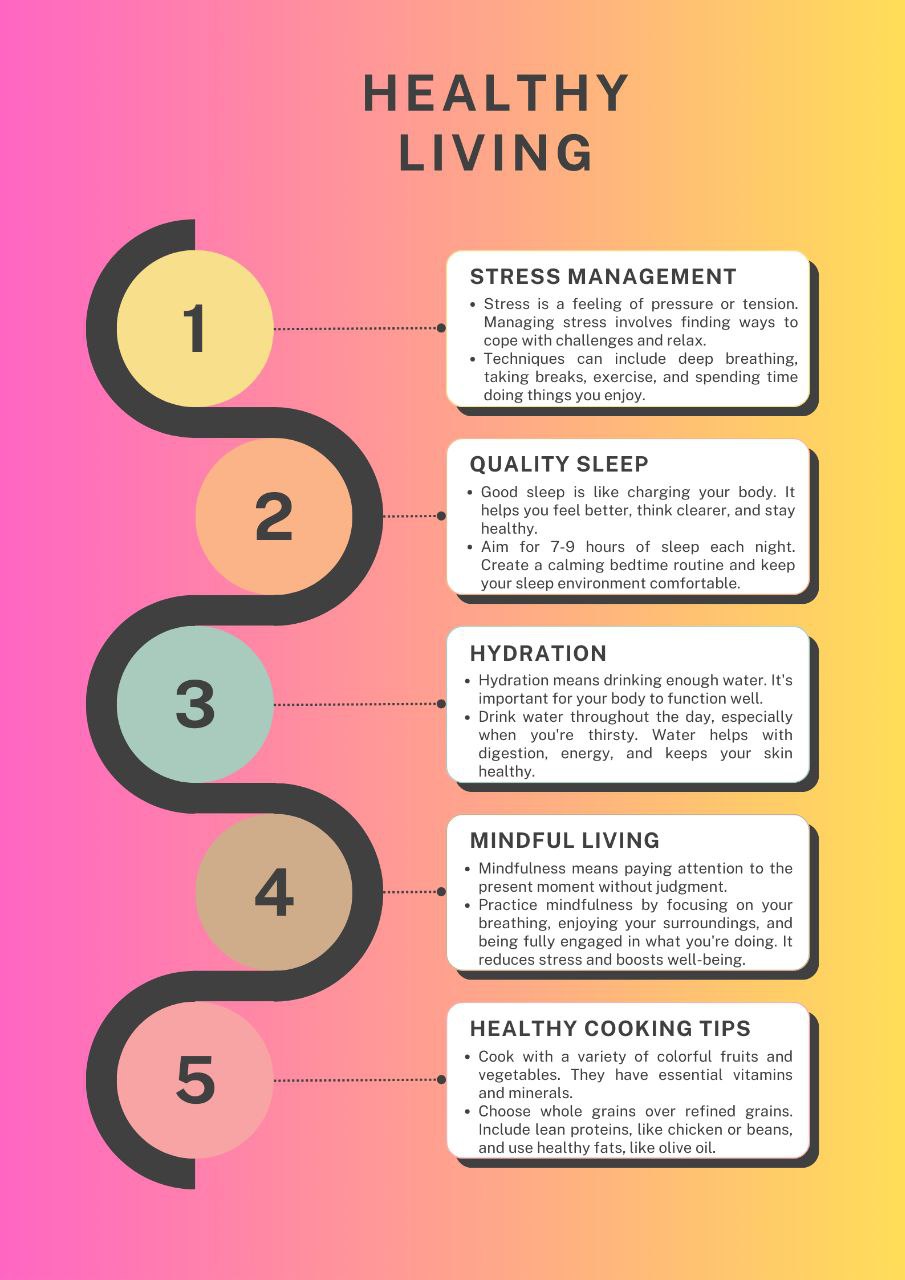 HEALTHY
LIVING
1
STRESS MANAGEMENT
• Stress is a feeling of pressure or tension.
Managing stress involves finding ways to
cope with challenges and relax.
• Techniques can include deep breathing,
taking breaks, exercise, and spending time
doing things you enjoy.
2
QUALITY SLEEP
• Good sleep is like charging your body. It
helps you feel better, think clearer, and stay
healthy.
• Aim for 7-9 hours of sleep each night.
Create a calming bedtime routine and keep
your sleep environment comfortable.
3
HYDRATION
• Hydration means drinking enough water. It's
important for your body to function well.
• Drink water throughout the day, especially
when you're thirsty. Water helps with
digestion, energy, and keeps your skin
healthy.
4
MINDFUL LIVING
• Mindfulness means paying attention to the
present moment without judgment.
• Practice mindfulness by focusing on your
breathing, enjoying your surroundings, and
being fully engaged in what you're doing. It
reduces stress and boosts well-being.
5
HEALTHY COOKING TIPS
• Cook with a variety of colorful fruits and
vegetables. They have essential vitamins
and minerals.
• Choose whole grains over refined grains.
Include lean proteins, like chicken or beans,
and use healthy fats, like olive oil.